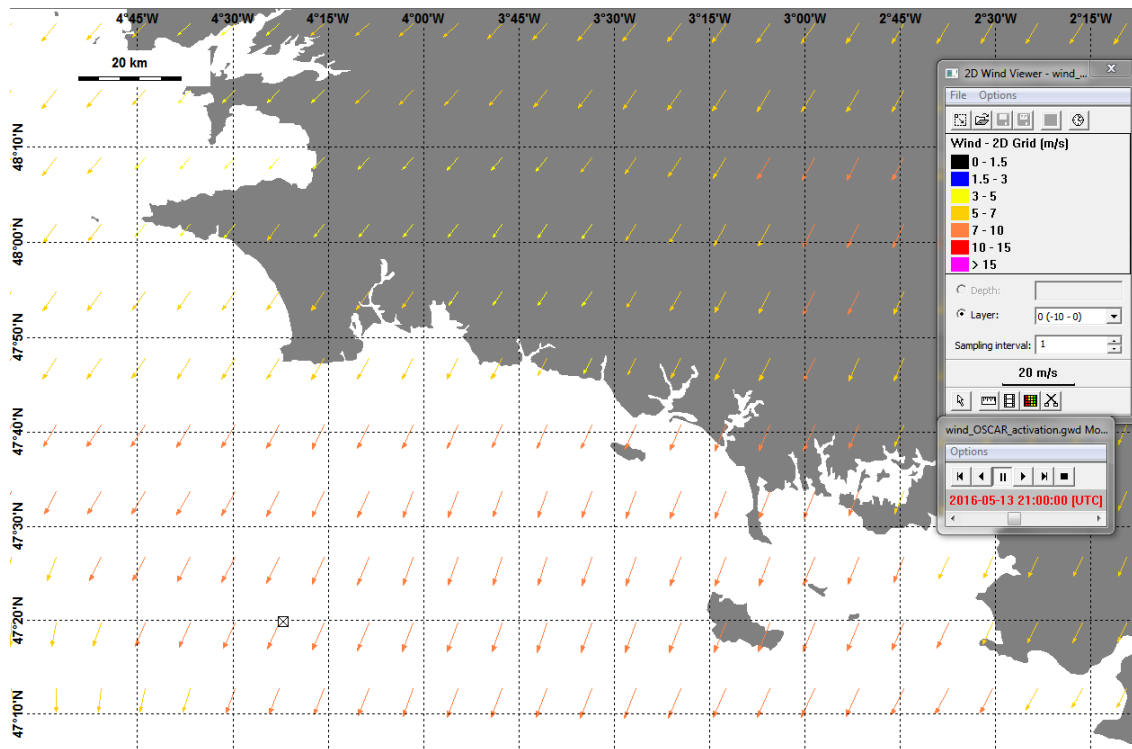 4°45'W 4°30'W 4°15'W 4°00'W 3°45'W 3°30'W 3°15'W 3°00'W 2°45'W 2°30'W 2°15'W
20 km
48°10'N
48°00'N
47°50'N
47°40'N
47°30'N
47°20'N
47°10'N
2D Wind Viewer - wind_...
File Options
Wind - 2D Grid (m/s)
0 - 1.5
1.5 - 3
3 - 5
5 - 7
7 - 10
10 - 15
> 15
Depth:
Layer: 0 (-10 - 0)
Sampling interval: 1
20 m/s
wind_OSCAR_activation.gwd Mo...
Options
2016-05-13 21:00:00 [UTC]